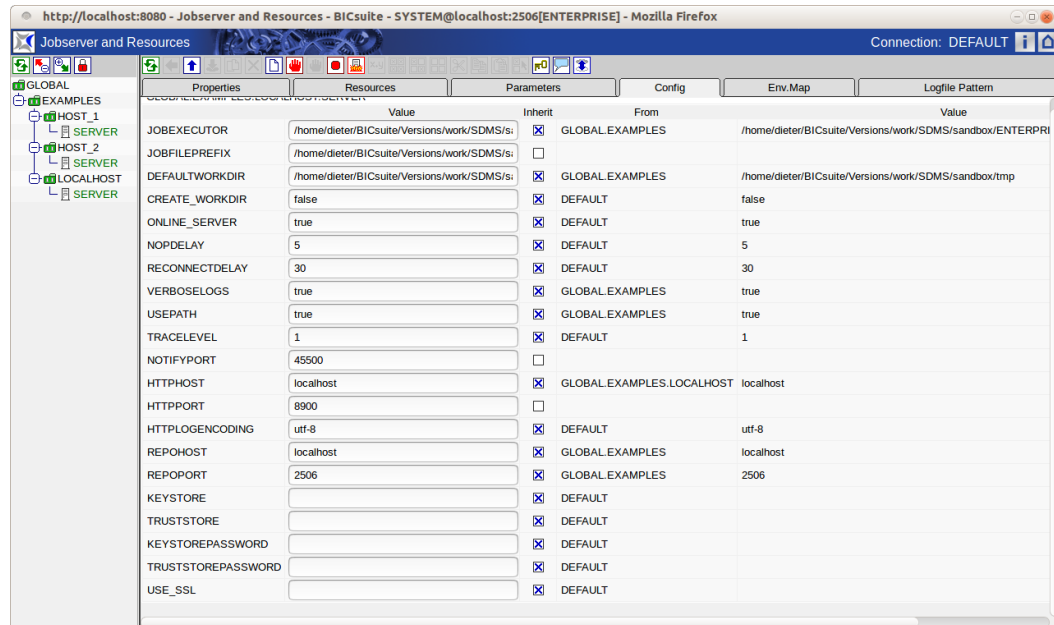 http://localhost:8080 - Jobserver and Resources - BICsuite - SYSTEM@localhost:2506[ENTERPRISE] - Mozilla Firefox
Jobserver and Resources Connection: DEFAULT
GLOBAL
EXAMPLES
HOST_1
SERVER
HOST_2
SERVER
LOCALHOST
SERVER
Properties Resources Parameters Config Env.Map Logfile Pattern
GLOBAL.EXAMPLES.LOCALHOST.SERVER
Value Inherit From Value
JOBEXECUTOR /home/dieter/BICsuite/Versions/work/SDMS/sa GLOBAL.EXAMPLES /home/dieter/BICsuite/Versions/work/SDMS/sandbox/ENTERPRI
JOBFILEPREFIX /home/dieter/BICsuite/Versions/work/SDMS/sa
DEFAULTWORKDIR /home/dieter/BICsuite/Versions/work/SDMS/sa GLOBAL.EXAMPLES /home/dieter/BICsuite/Versions/work/SDMS/sandbox/tmp
CREATE_WORKDIR false DEFAULT false
ONLINE_SERVER true DEFAULT true
NOPDELAY 5 DEFAULT 5
RECONNECTDELAY 30 DEFAULT 30
VERBOSELOGS true GLOBAL.EXAMPLES true
USEPATH true GLOBAL.EXAMPLES true
TRACELEVEL 1 DEFAULT 1
NOTIFYPORT 45500
HTTPHOST localhost GLOBAL.EXAMPLES.LOCALHOST localhost
HTTPPORT 8900
HTTPLOGENCODING utf-8 DEFAULT utf-8
REPOHOST localhost GLOBAL.EXAMPLES localhost
REPOPORT 2506 GLOBAL.EXAMPLES 2506
KEYSTORE DEFAULT
TRUSTSTORE DEFAULT
KEYSTOREPASSWORD DEFAULT
TRUSTSTOREPASSWORD DEFAULT
USE_SSL DEFAULT